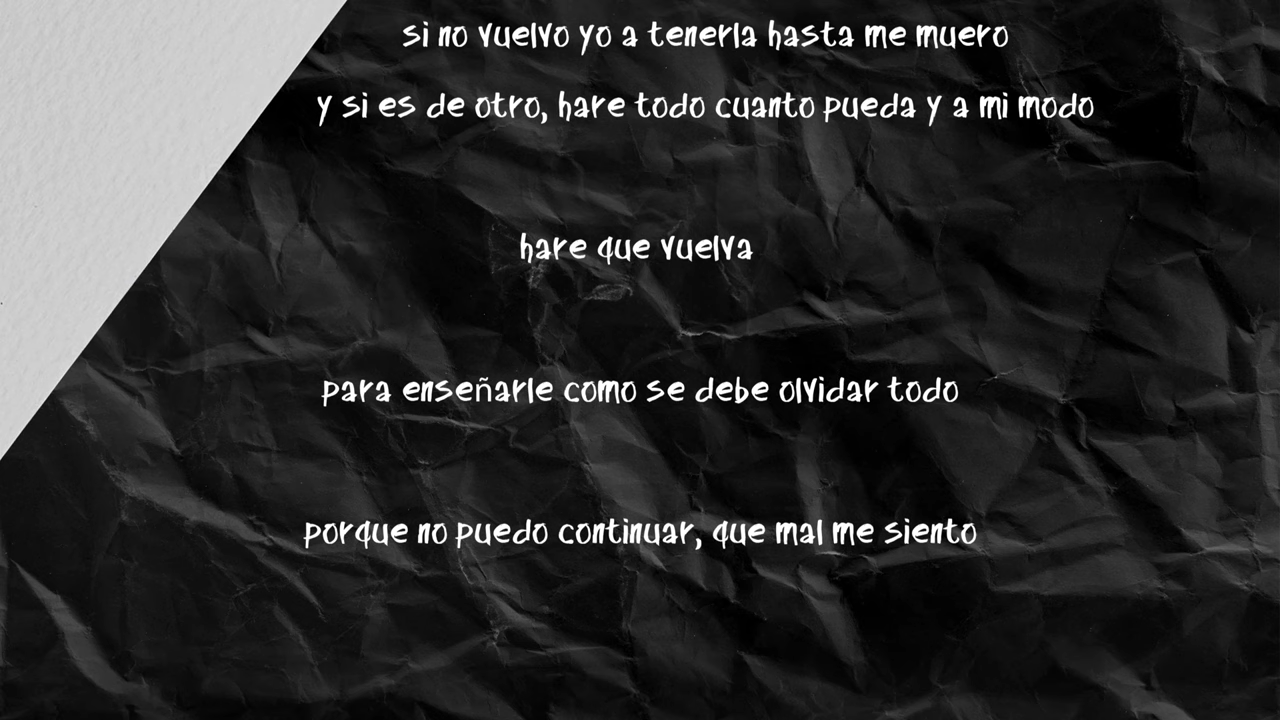 si no vuelvo yo a tenerla hasta me muero
y si es de otro, hare todo cuanto pueda y a mi modo
hare que vuelva
para enseñarle como se debe olvidar todo
porque no puedo continuar, que mal me siento